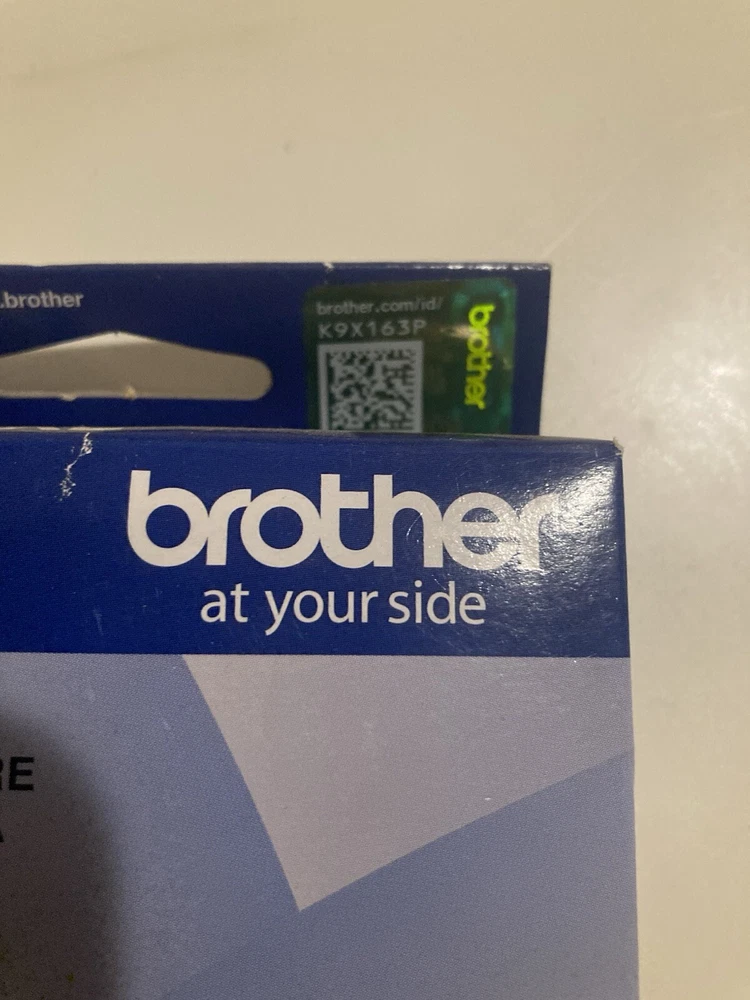 .brother
brother.com/id/
K9X163P
brother
brother
at your side
RE